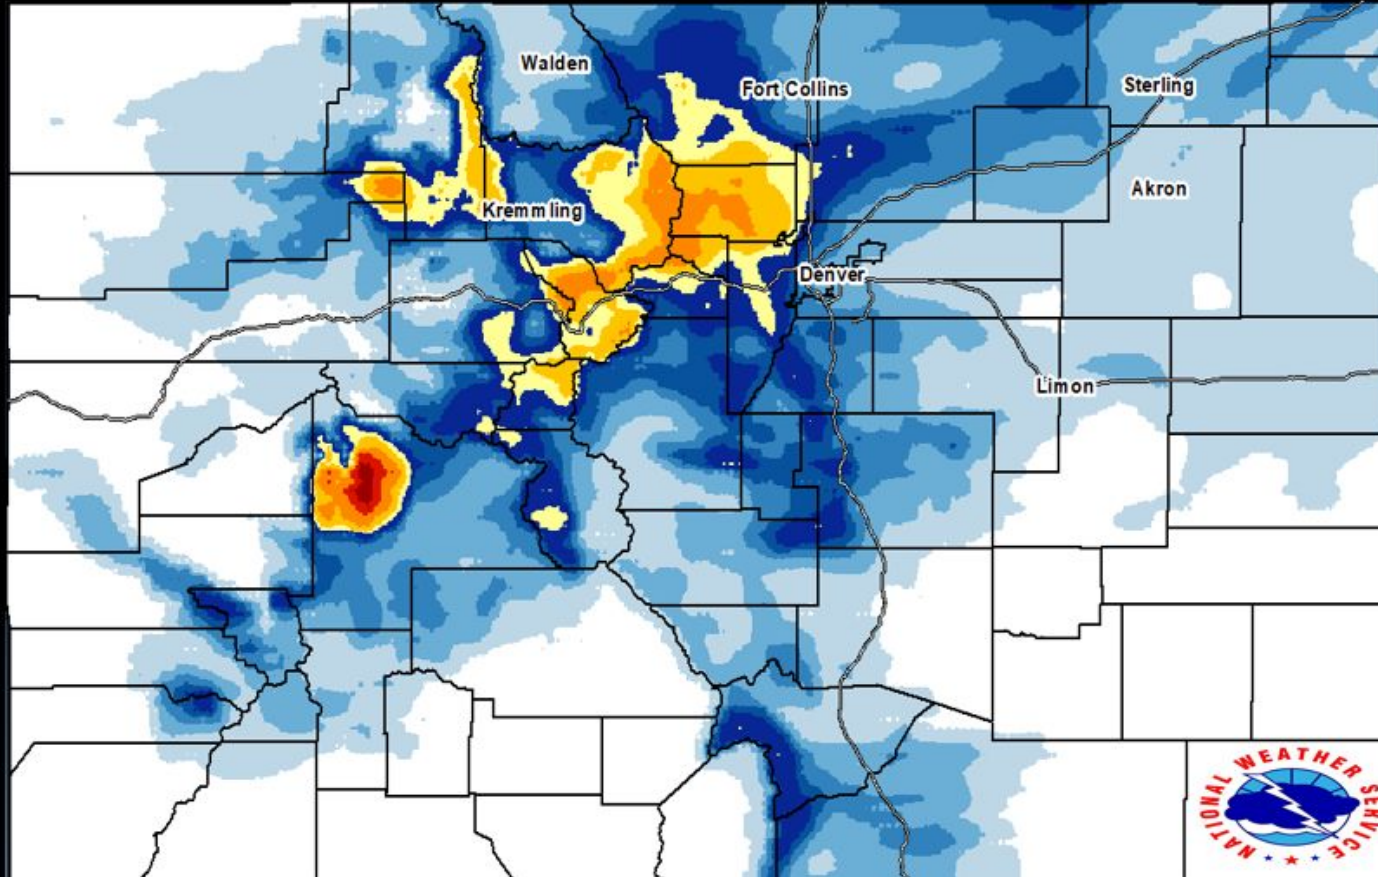 Walden
Fort Collins
Sterling
Akron
Kremmling
Denver
Limon
NATIONAL WEATHER SERVICE